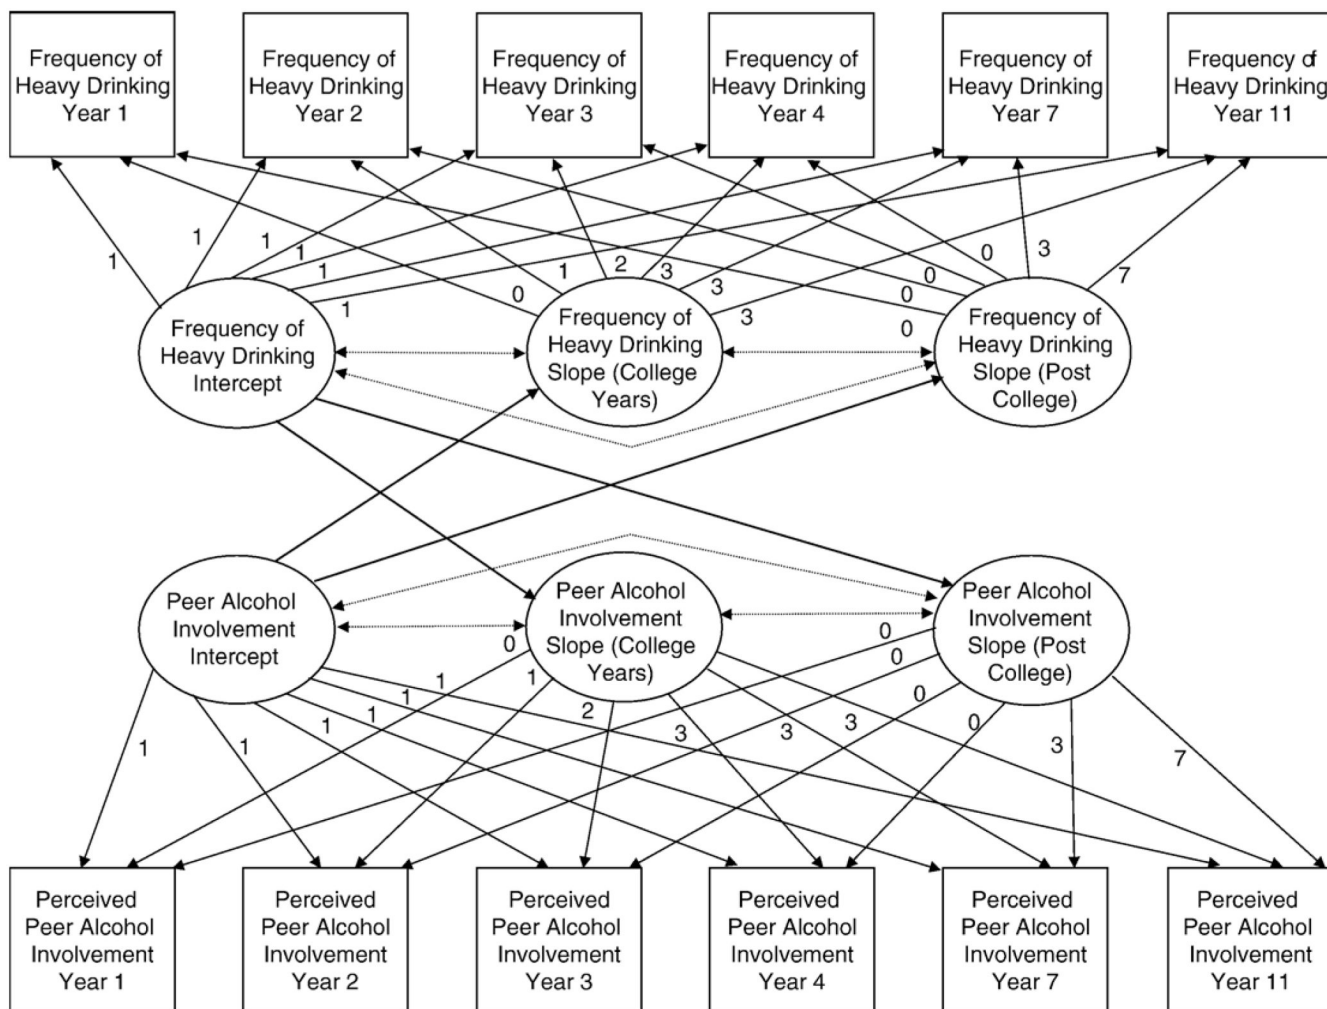 Frequency of
Heavy Drinking
Year 1
Frequency of
Heavy Drinking
Year 2
Frequency of
Heavy Drinking
Year 3
Frequency of
Heavy Drinking
Year 4
Frequency of
Heavy Drinking
Year 7
Frequency of
Heavy Drinking
Year 11
1
1
1
1
1
1
0
1
2
3
3
3
0
0
0
0
3
7
Frequency of
Heavy Drinking
Intercept
Frequency of
Heavy Drinking
Slope (College
Years)
Frequency of
Heavy Drinking
Slope (Post
College)
Peer Alcohol
Involvement
Intercept
Peer Alcohol
Involvement
Slope (College
Years)
Peer Alcohol
Involvement
Slope (Post
College)
1
1
1
1
1
1
0
1
2
3
3
3
0
0
0
0
3
7
Perceived
Peer Alcohol
Involvement
Year 1
Perceived
Peer Alcohol
Involvement
Year 2
Perceived
Peer Alcohol
Involvement
Year 3
Perceived
Peer Alcohol
Involvement
Year 4
Perceived
Peer Alcohol
Involvement
Year 7
Perceived
Peer Alcohol
Involvement
Year 11